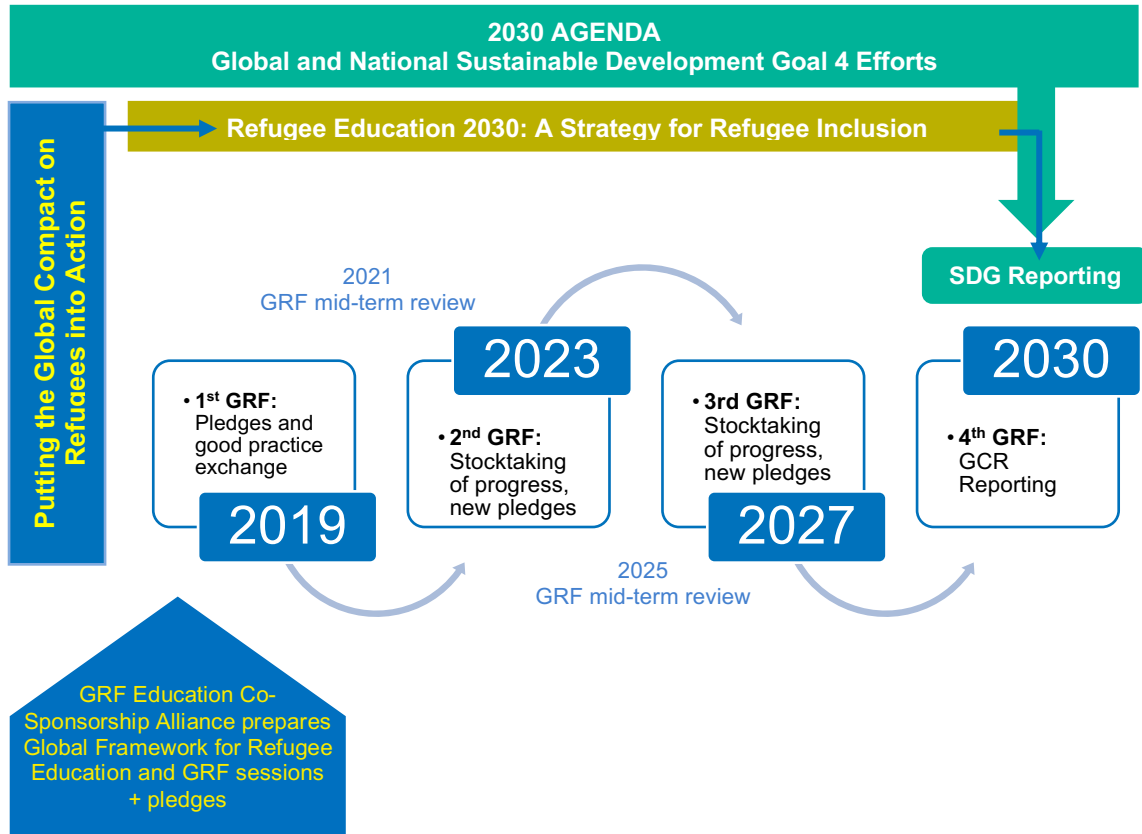 2030 AGENDA
Global and National Sustainable Development Goal 4 Efforts
Refugee Education 2030: A Strategy for Refugee Inclusion
Putting the Global Compact on
Refugees into Action
SDG Reporting
2021
GRF mid-term review
• 1st GRF:
Pledges and
good practice
exchange
2019
2023
• 2nd GRF:
Stocktaking
of progress,
new pledges
• 3rd GRF:
Stocktaking
of progress,
new pledges
2027
2030
• 4th GRF:
GCR
Reporting
2025
GRF mid-term review
GRF Education Co-
Sponsorship Alliance prepares
Global Framework for Refugee
Education and GRF sessions
+ pledges